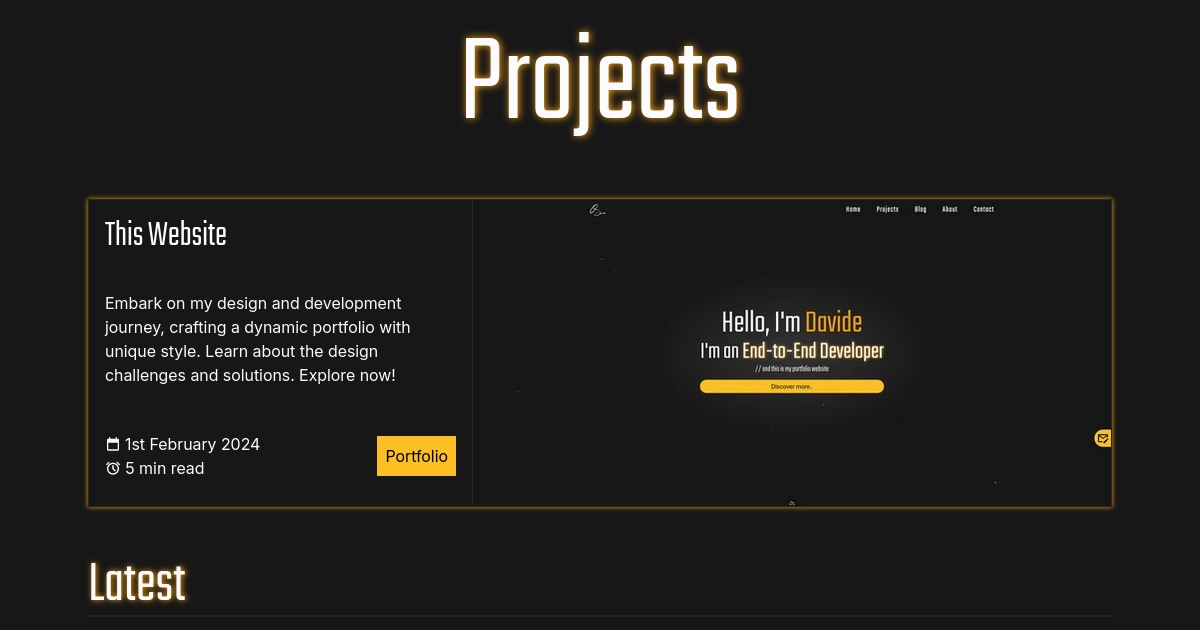 Projects
This Website
Embark on my design and development
journey, crafting a dynamic portfolio with
unique style. Learn about the design
challenges and solutions. Explore now!
1st February 2024
5 min read
Portfolio
Home Projects Blog About Contact
Hello, I'm Davide
I'm an End-to-End Developer
// and this is my portfolio website
Discover more..
Latest